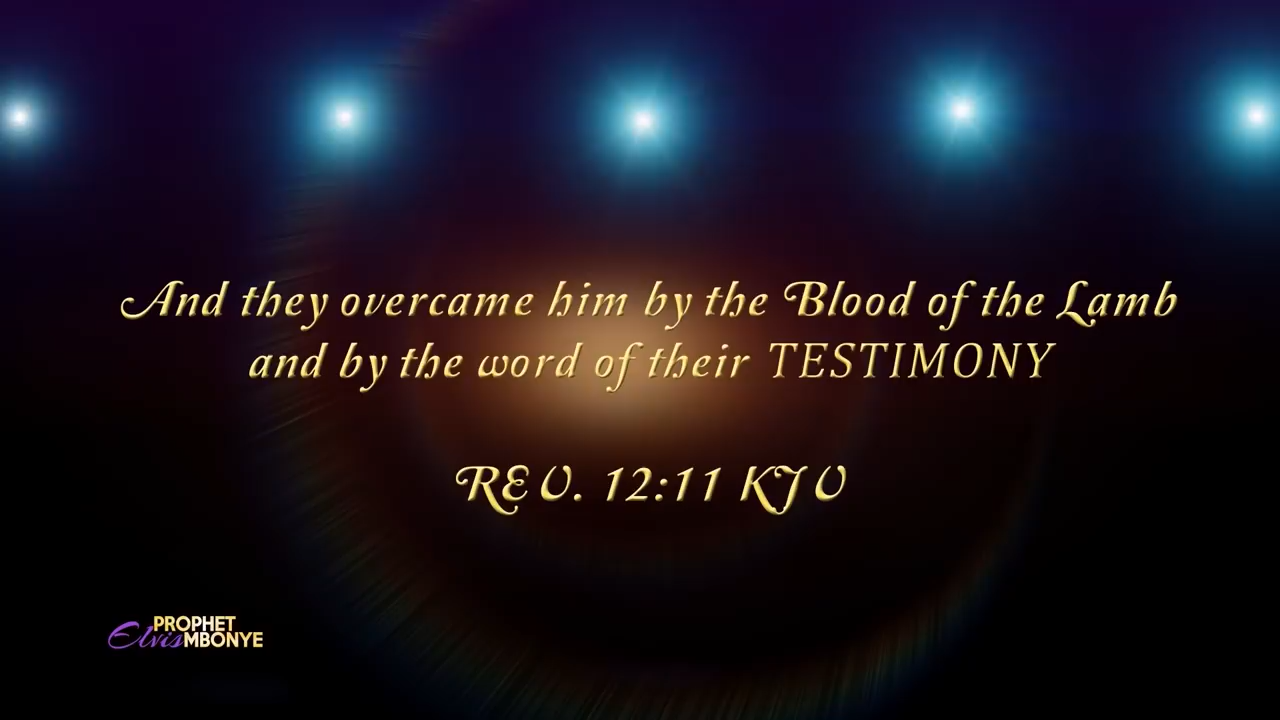 And they overcame him by the Blood of the Lamb
and by the word of their TESTIMONY
REV. 12:11 KJV
PROPHET
Elvis MBONYE